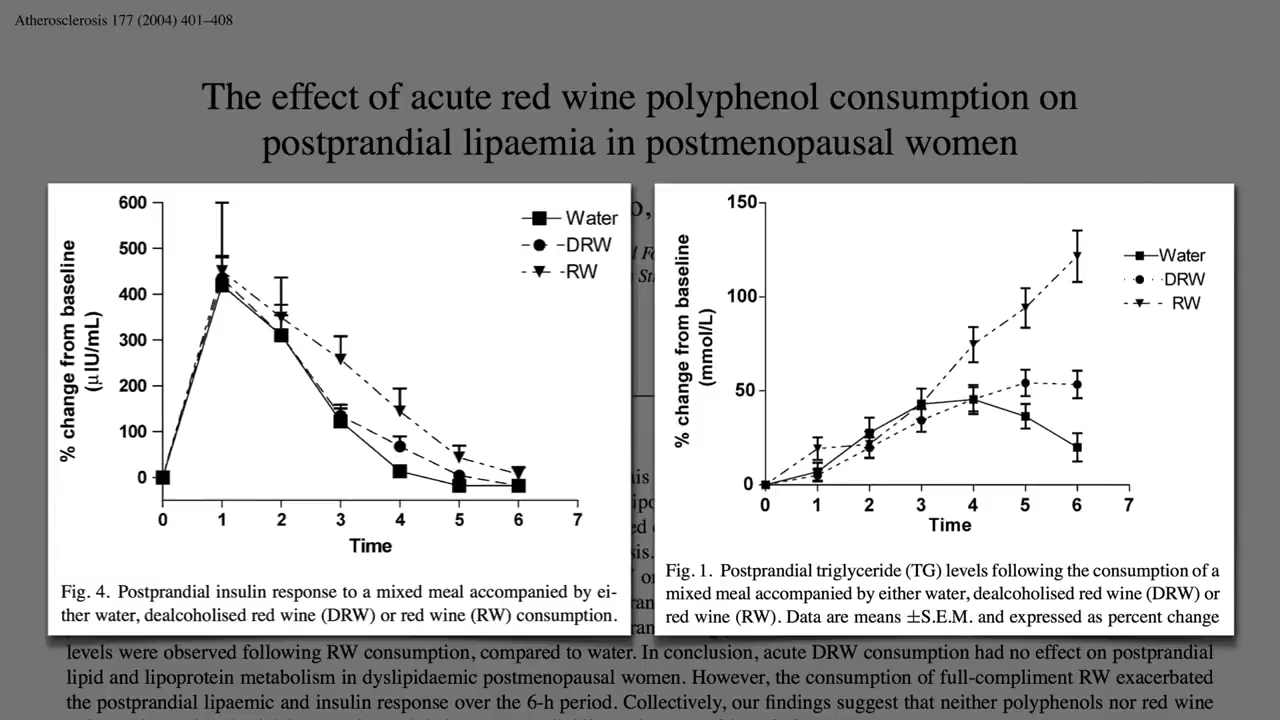 Atherosclerosis 177 (2004) 401–408
The effect of acute red wine polyphenol consumption on
postprandial lipaemia in postmenopausal women
600
500
400
300
200
100
0
% change from baseline
(μ IU/mL)
Water
DRW
RW
0 1 2 3 4 5 6 7
Time
Fig. 4. Postprandial insulin response to a mixed meal accompanied by ei-
ther water, dealcoholised red wine (DRW) or red wine (RW) consumption.
150
100
50
0
% change from baseline
(mmol/L)
Water
DRW
RW
0 1 2 3 4 5 6 7
Time
Fig. 1. Postprandial triglyceride (TG) levels following the consumption of a
mixed meal accompanied by either water, dealcoholised red wine (DRW) or
red wine (RW). Data are means ±S.E.M. and expressed as percent change
levels were observed following RW consumption, compared to water. In conclusion, acute DRW consumption had no effect on postprandial
lipid and lipoprotein metabolism in dyslipidaemic postmenopausal women. However, the consumption of full-compliment RW exacerbated
the postprandial lipaemic and insulin response over the 6-h period. Collectively, our findings suggest that neither polyphenols nor red wine